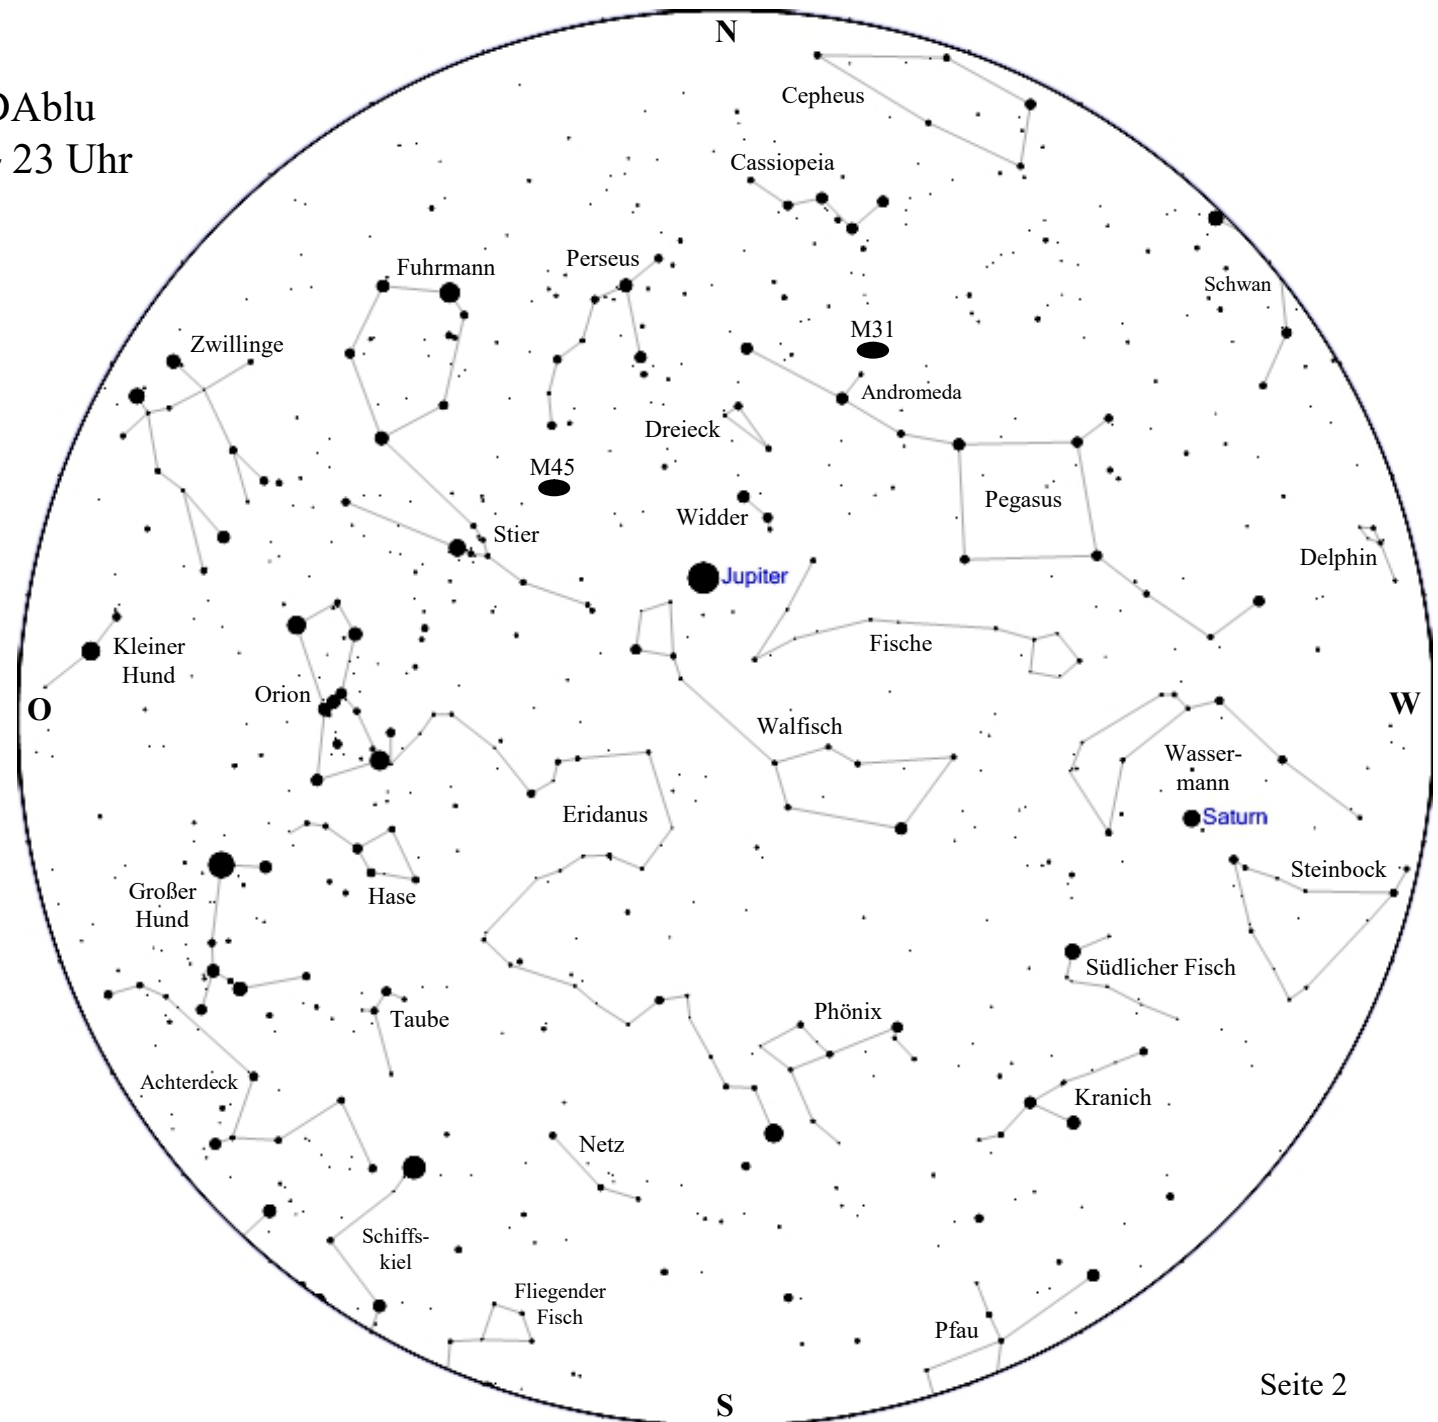 N
DAblu
- 23 Uhr
Cepheus
Cassiopeia
Perseus
Fuhrmann
Schwan
M31
Zwillinge
Andromeda
Dreieck
M45
Pegasus
Widder
Stier
Delphin
Jupiter
Fische
Kleiner
Hund
Orion
O
W
Walfisch
Wasser-
mann
Eridanus
Saturn
Steinbock
Großer
Hund
Hase
Südlicher Fisch
Phönix
Taube
Achterdeck
Kranich
Netz
Schiffs-
kiel
Fliegender
Fisch
Pfau
Seite 2
S